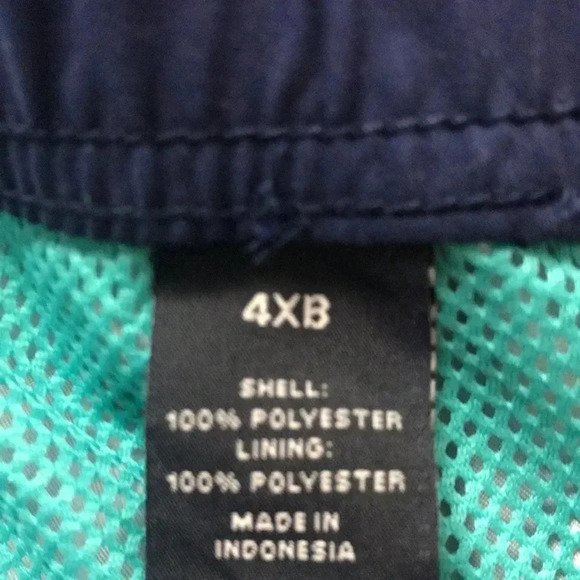 4XB
SHELL:
100% POLYESTER
LINING:
100% POLYESTER
MADE IN
INDONESIA